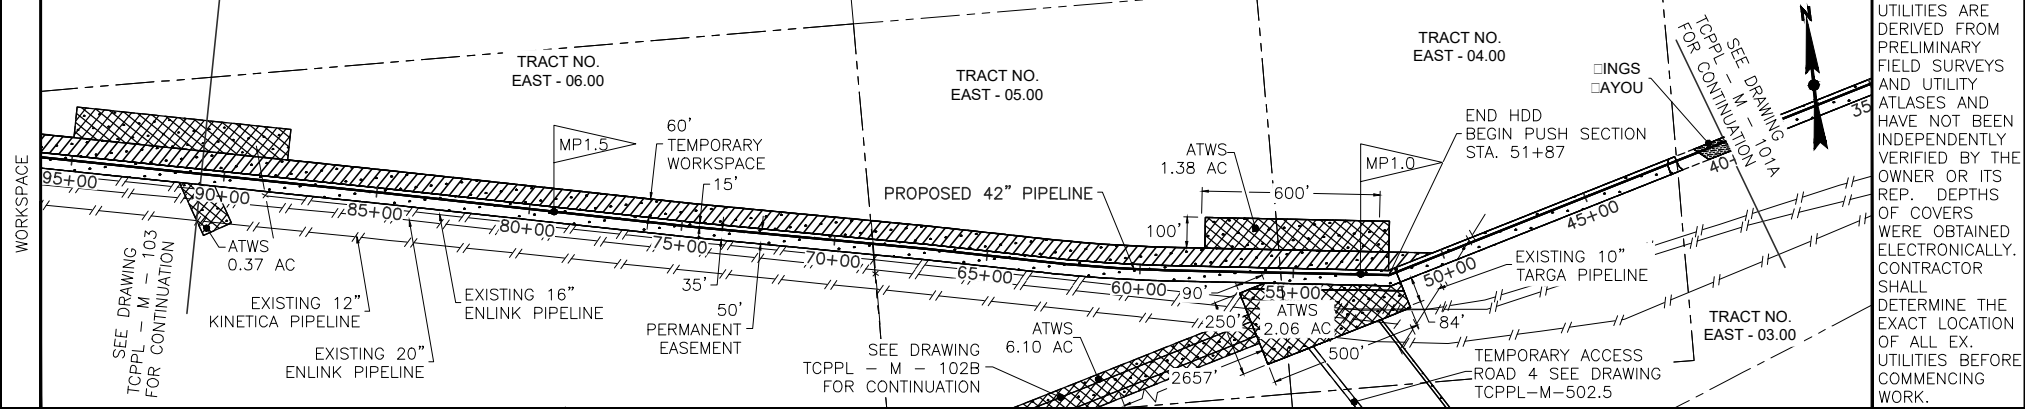 WORKSPACE
TRACT NO.
EAST - 06.00
TRACT NO.
EAST - 05.00
TRACT NO.
EAST - 04.00
TRACT NO.
EAST - 03.00
□INGS
□AYOU
SEE DRAWING
TCPPL - M - 101A
FOR CONTINUATION
N
MP1.5
60'
TEMPORARY
WORKSPACE
15'
PROPOSED 42" PIPELINE
ATWS
1.38 AC
600'
100'
MP1.0
END HDD
BEGIN PUSH SECTION
STA. 51+87
95+00
90+00
85+00
80+00
75+00
70+00
65+00
60+00
55+00
50+00
45+00
40
35
ATWS
0.37 AC
SEE DRAWING
TCPPL - M - 103
FOR CONTINUATION
EXISTING 12"
KINETICA PIPELINE
EXISTING 20"
ENLINK PIPELINE
EXISTING 16"
ENLINK PIPELINE
35'
50'
PERMANENT
EASEMENT
SEE DRAWING
TCPPL - M - 102B
FOR CONTINUATION
ATWS
6.10 AC
2657'
90'
250'
ATWS
2.06 AC
500'
84'
EXISTING 10"
TARGA PIPELINE
TEMPORARY ACCESS
ROAD 4 SEE DRAWING
TCPPL-M-502.5
UTILITIES ARE
DERIVED FROM
PRELIMINARY
FIELD SURVEYS
AND UTILITY
ATLASES AND
HAVE NOT BEEN
INDEPENDENTLY
VERIFIED BY THE
OWNER OR ITS
REP. DEPTHS
OF COVERS
WERE OBTAINED
ELECTRONICALLY.
CONTRACTOR
SHALL
DETERMINE THE
EXACT LOCATION
OF ALL EX.
UTILITIES BEFORE
COMMENCING
WORK.